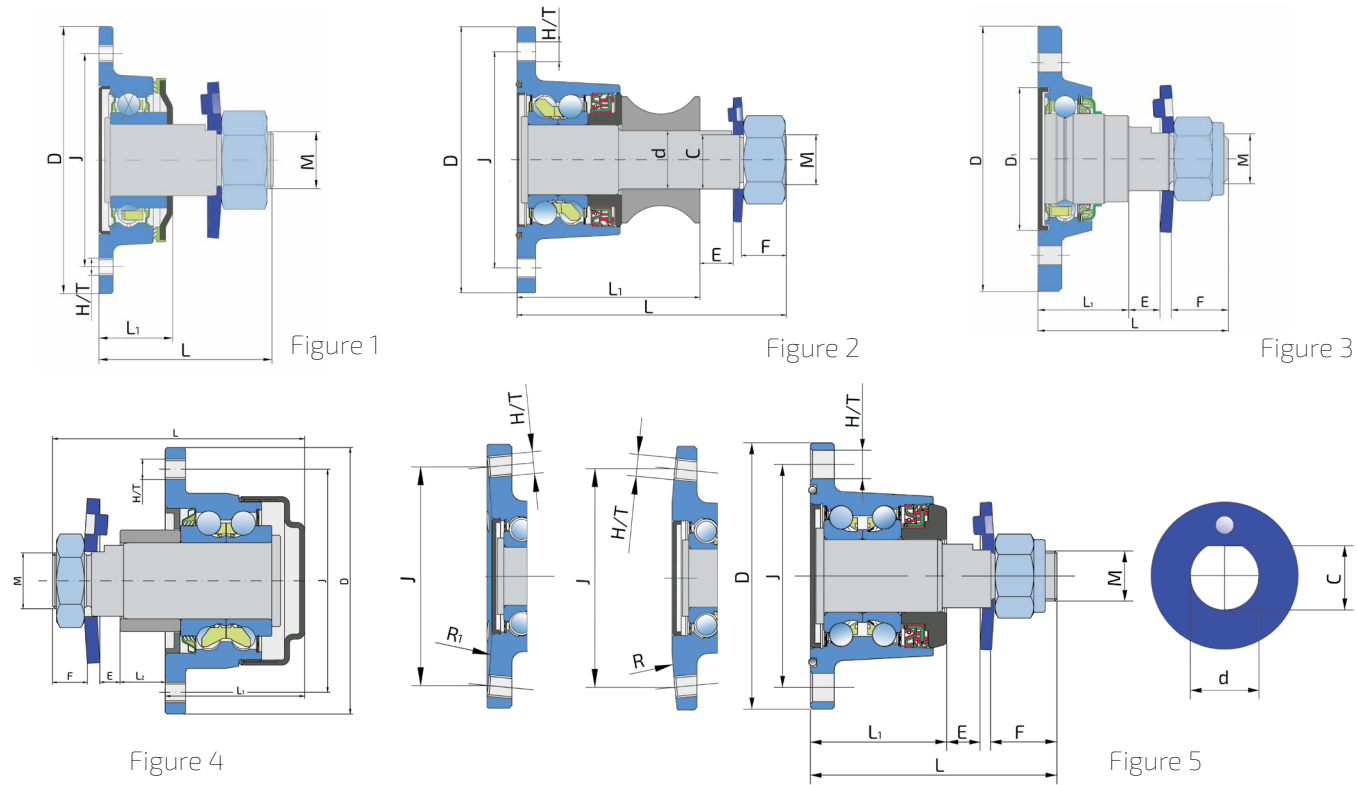 D
J
H/T
M
L₁
L
Figure 1
H/T
D
J
d
C
M
E
F
L₁
L
Figure 2
D
D₁
M
L₁
E
F
L
Figure 3
L
H/T
M
J
D
F
E
L₂
L₁
Figure 4
H/T
J
R₁
H/T
J
R
H/T
D
J
M
L₁
E
F
L
C
d
Figure 5